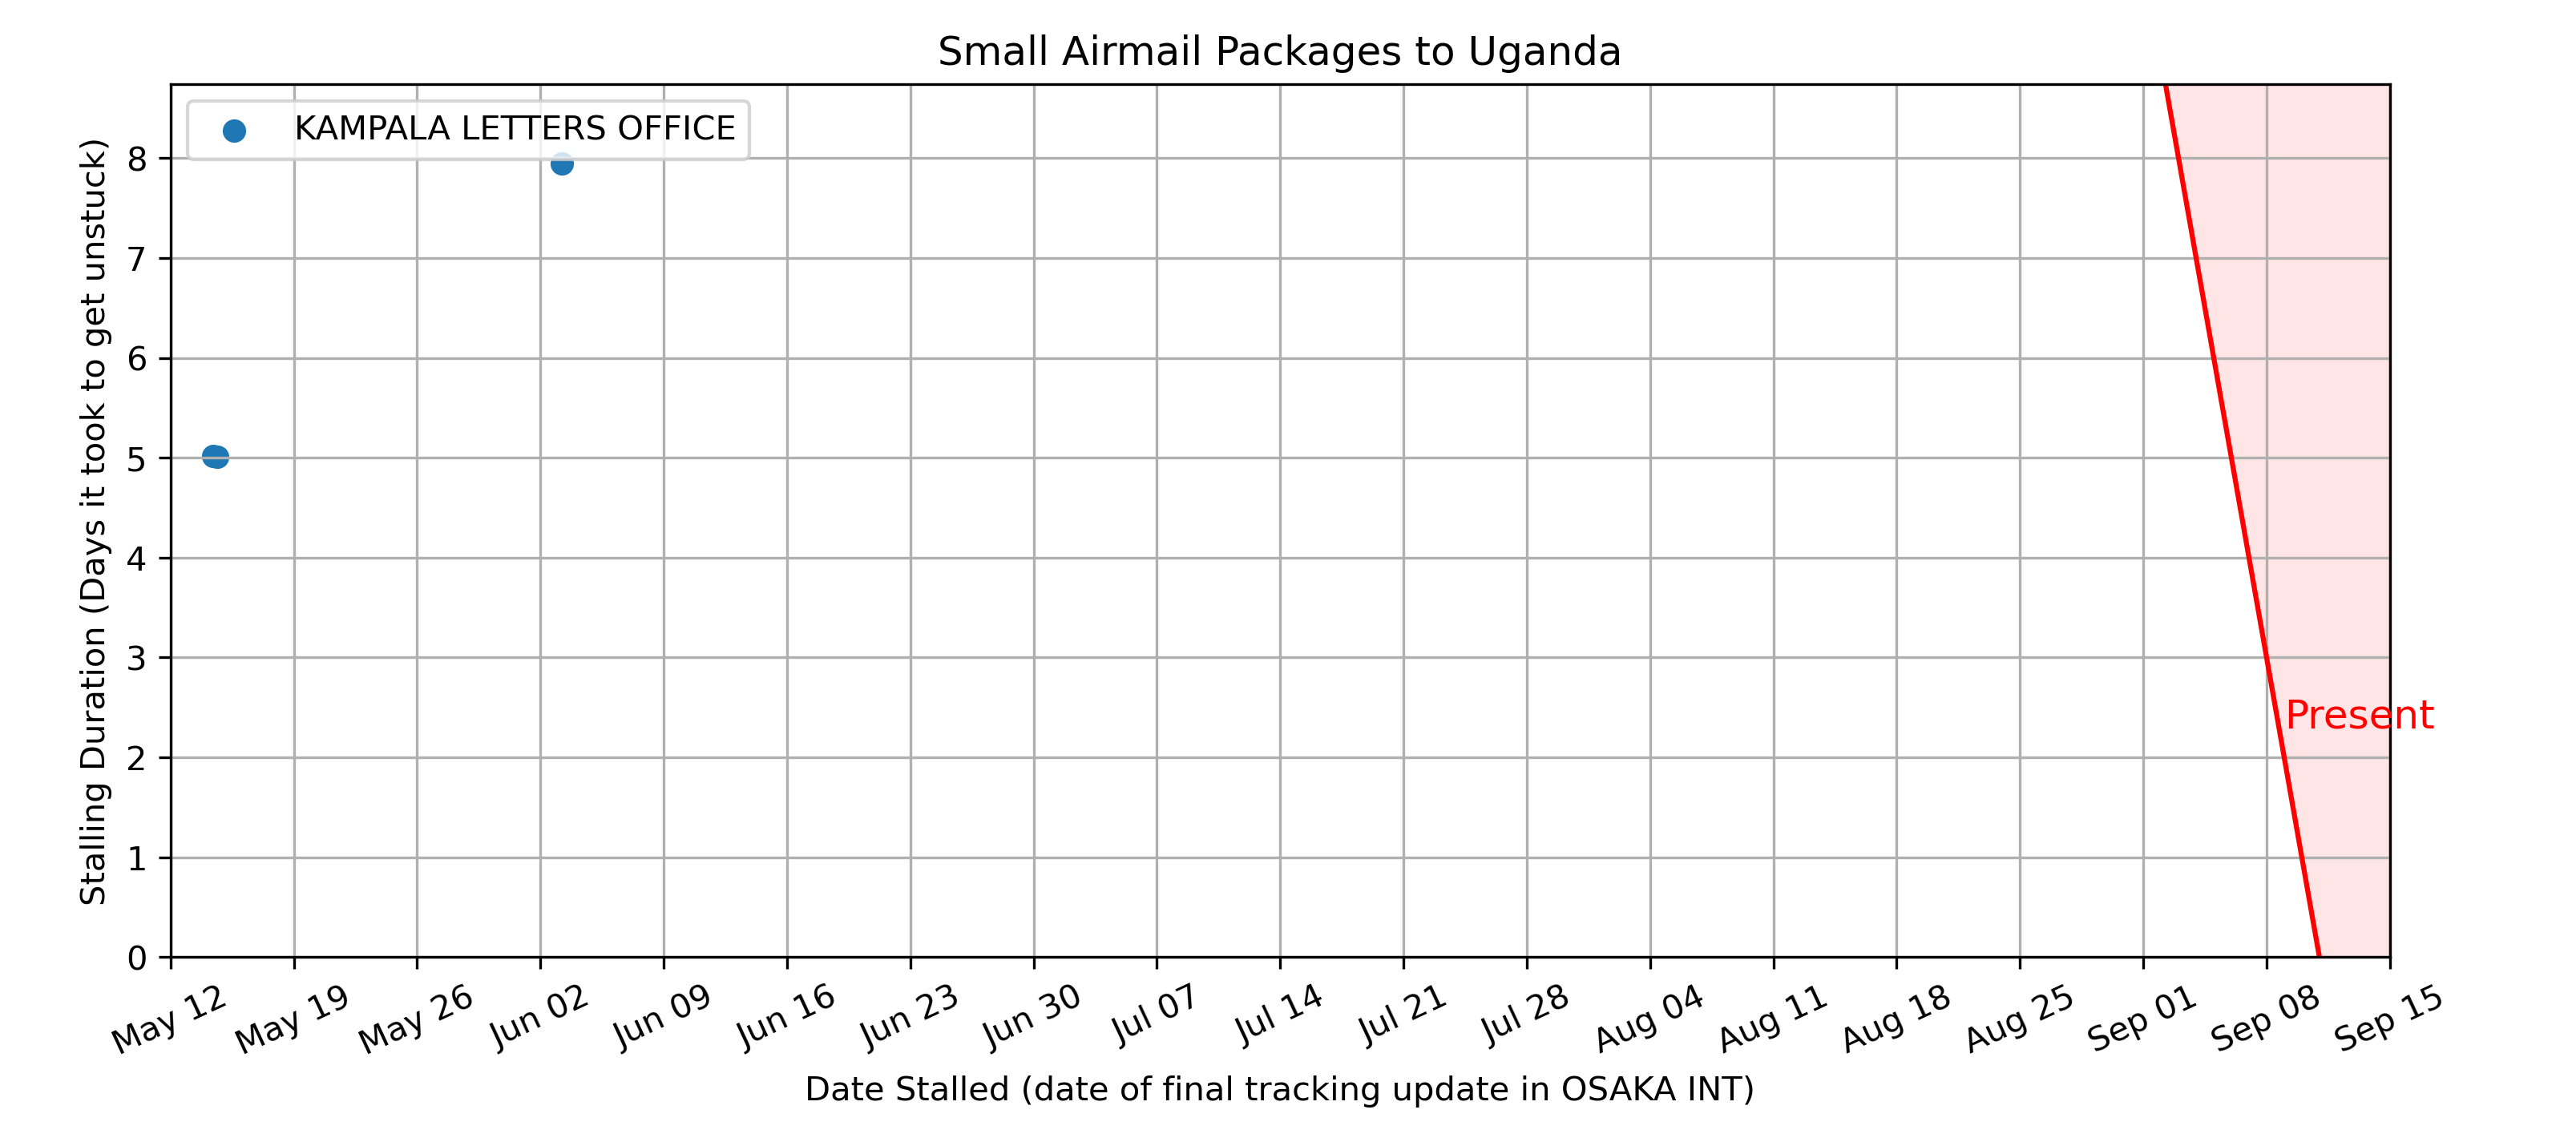 Small Airmail Packages to Uganda
KAMPALA LETTERS OFFICE
Stalling Duration (Days it took to get unstuck)
8
7
6
5
4
3
2
1
0
Present
May 12
May 19
May 26
Jun 02
Jun 09
Jun 16
Jun 23
Jun 30
Jul 07
Jul 14
Jul 21
Jul 28
Aug 04
Aug 11
Aug 18
Aug 25
Sep 01
Sep 08
Sep 15
Date Stalled (date of final tracking update in OSAKA INT)